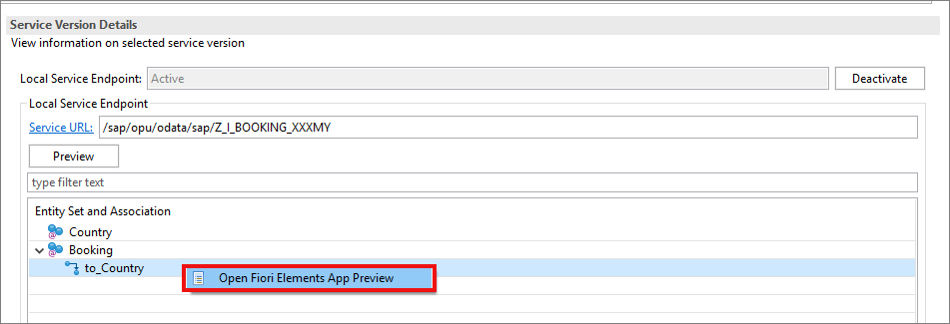 Service Version Details
View information on selected service version
Local Service Endpoint: Active Deactivate
Local Service Endpoint
Service URL: /sap/opu/odata/sap/Z_I_BOOKING_XXXMY
Preview
type filter text
Entity Set and Association
Country
Booking
to_Country
Open Fiori Elements App Preview